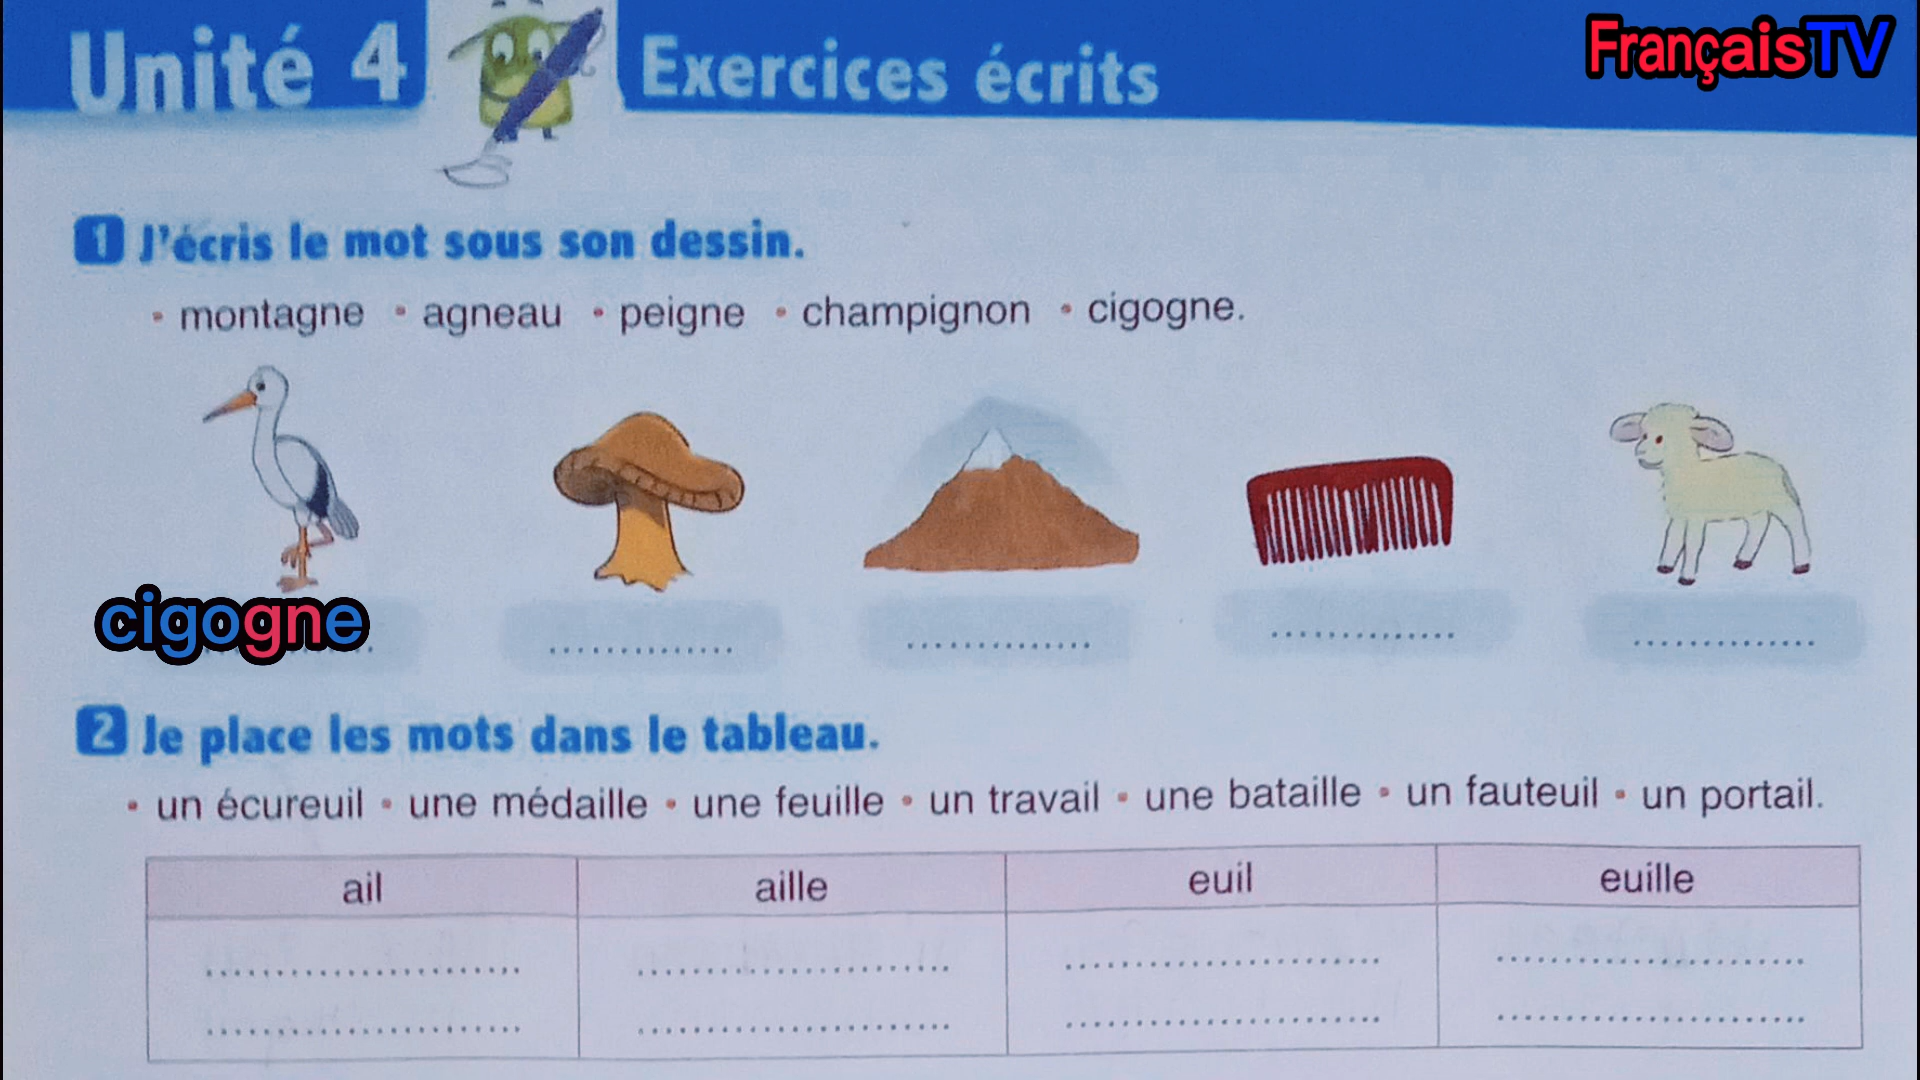 Unité 4 Exercices écrits
FrançaisTV
1 J'écris le mot sous son dessin.
• montagne • agneau • peigne • champignon • cigogne.
cigogne .............. .............. .............. ..............
2 Je place les mots dans le tableau.
• un écureuil • une médaille • une feuille • un travail • une bataille • un fauteuil • un portail.
ail aille euil euille